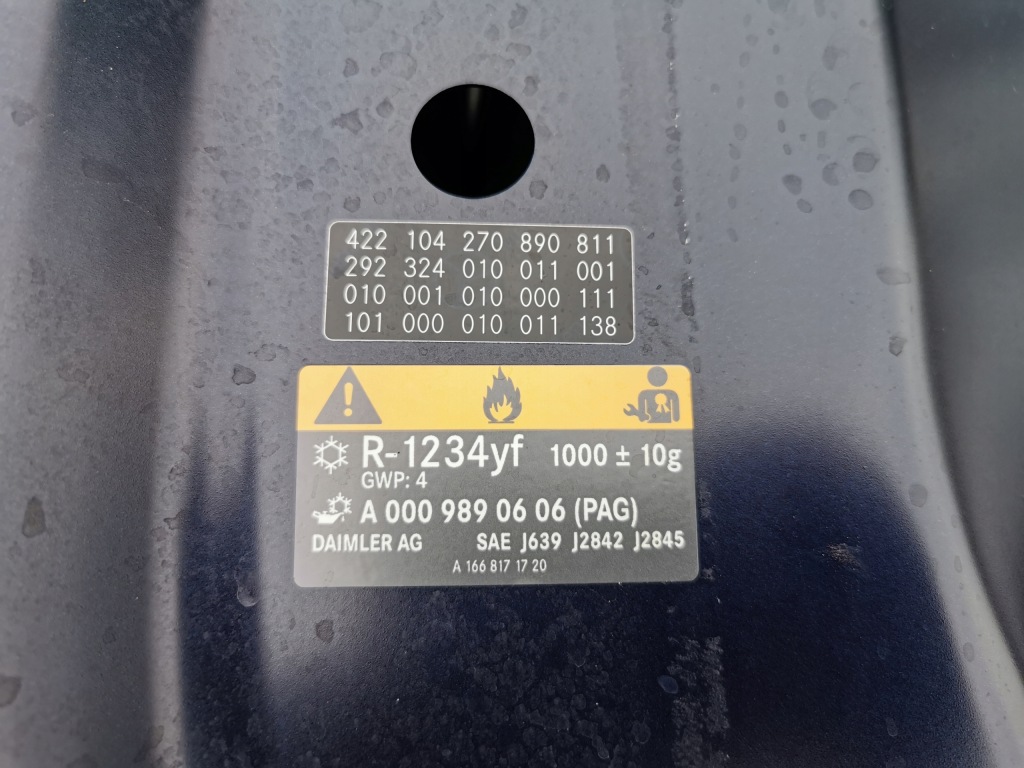 422 104 270 890 811
292 324 010 011 001
010 001 010 000 111
101 000 010 011 138
R-1234yf 1000 ± 10g
GWP: 4
A 000 989 06 06 (PAG)
DAIMLER AG SAE J639 J2842 J2845
A 166 817 17 20